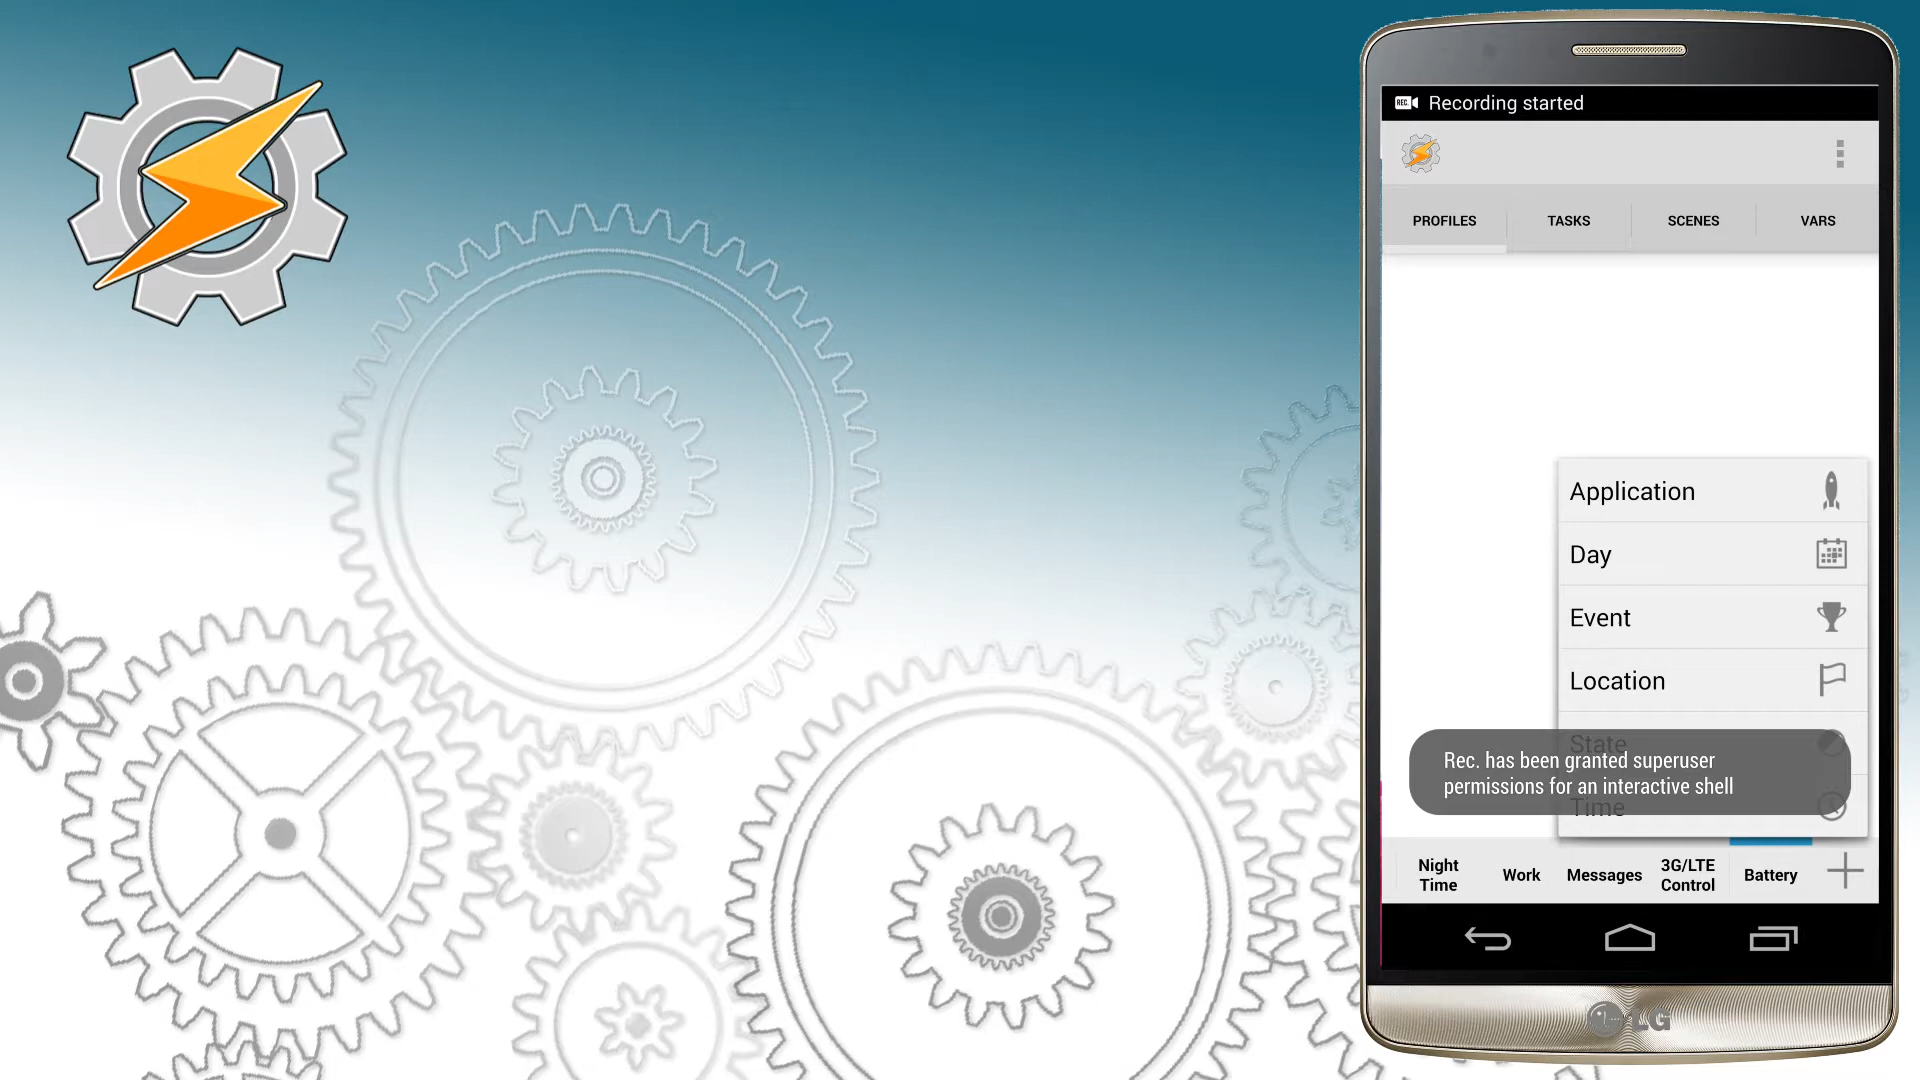 REC.
Recording started
PROFILES
TASKS
SCENES
VARS
Application
Day
Event
Location
State
Rec. has been granted superuser
permissions for an interactive shell
Time
Night
Time
Work
Messages
3G/LTE
Control
Battery
LG